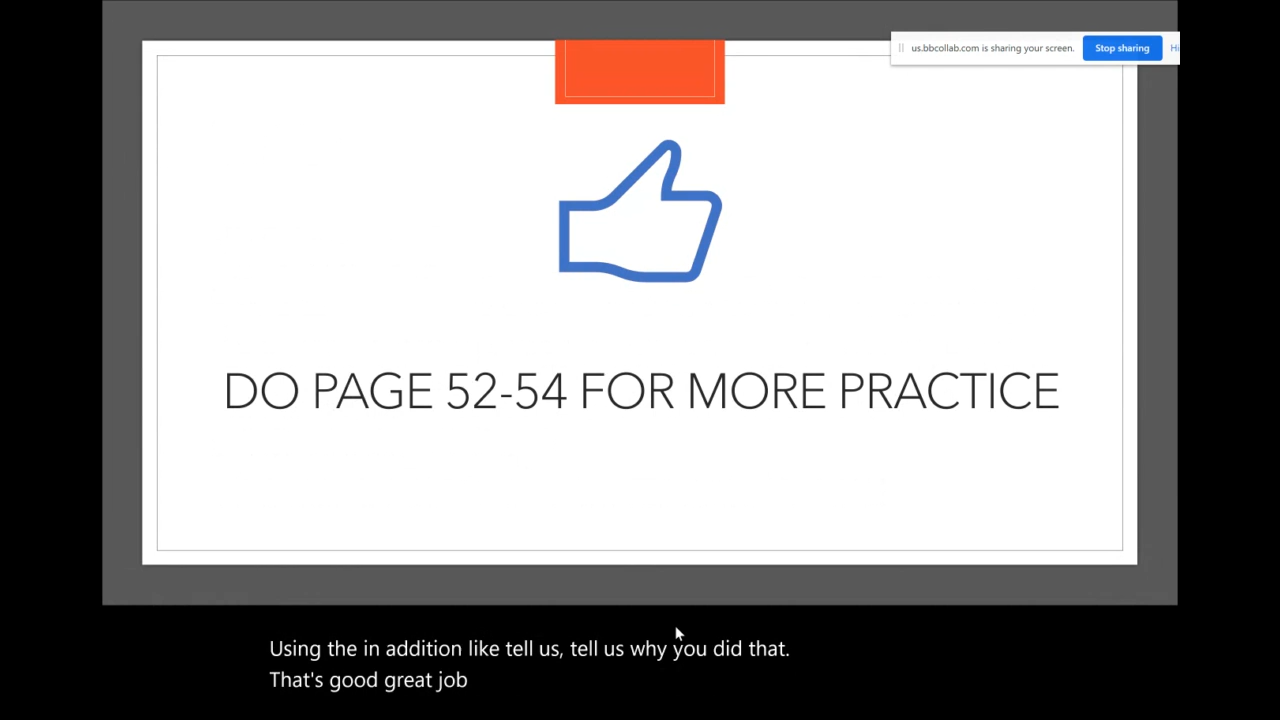 us.bbcollab.com is sharing your screen. Stop sharing Hi
DO PAGE 52-54 FOR MORE PRACTICE
Using the in addition like tell us, tell us why you did that.
That's good great job